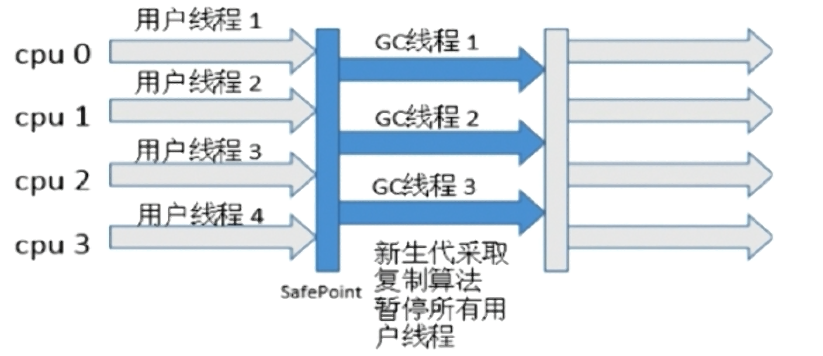 用户线程 1
cpu 0
GC线程 1
用户线程 2
cpu 1
GC线程 2
用户线程 3
cpu 2
GC线程 3
用户线程 4
cpu 3
SafePoint
新生代采取
复制算法
暂停所有用
户线程